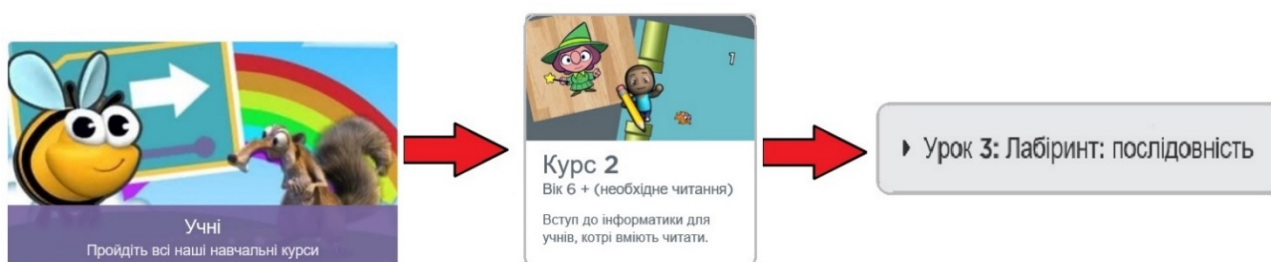 Учні
Пройдіть всі наші навчальні курси
1
Курс 2
Вік 6 + (необхідне читання)
Вступ до інформатики для
учнів, котрі вміють читати.
Урок 3: Лабіринт: послідовність